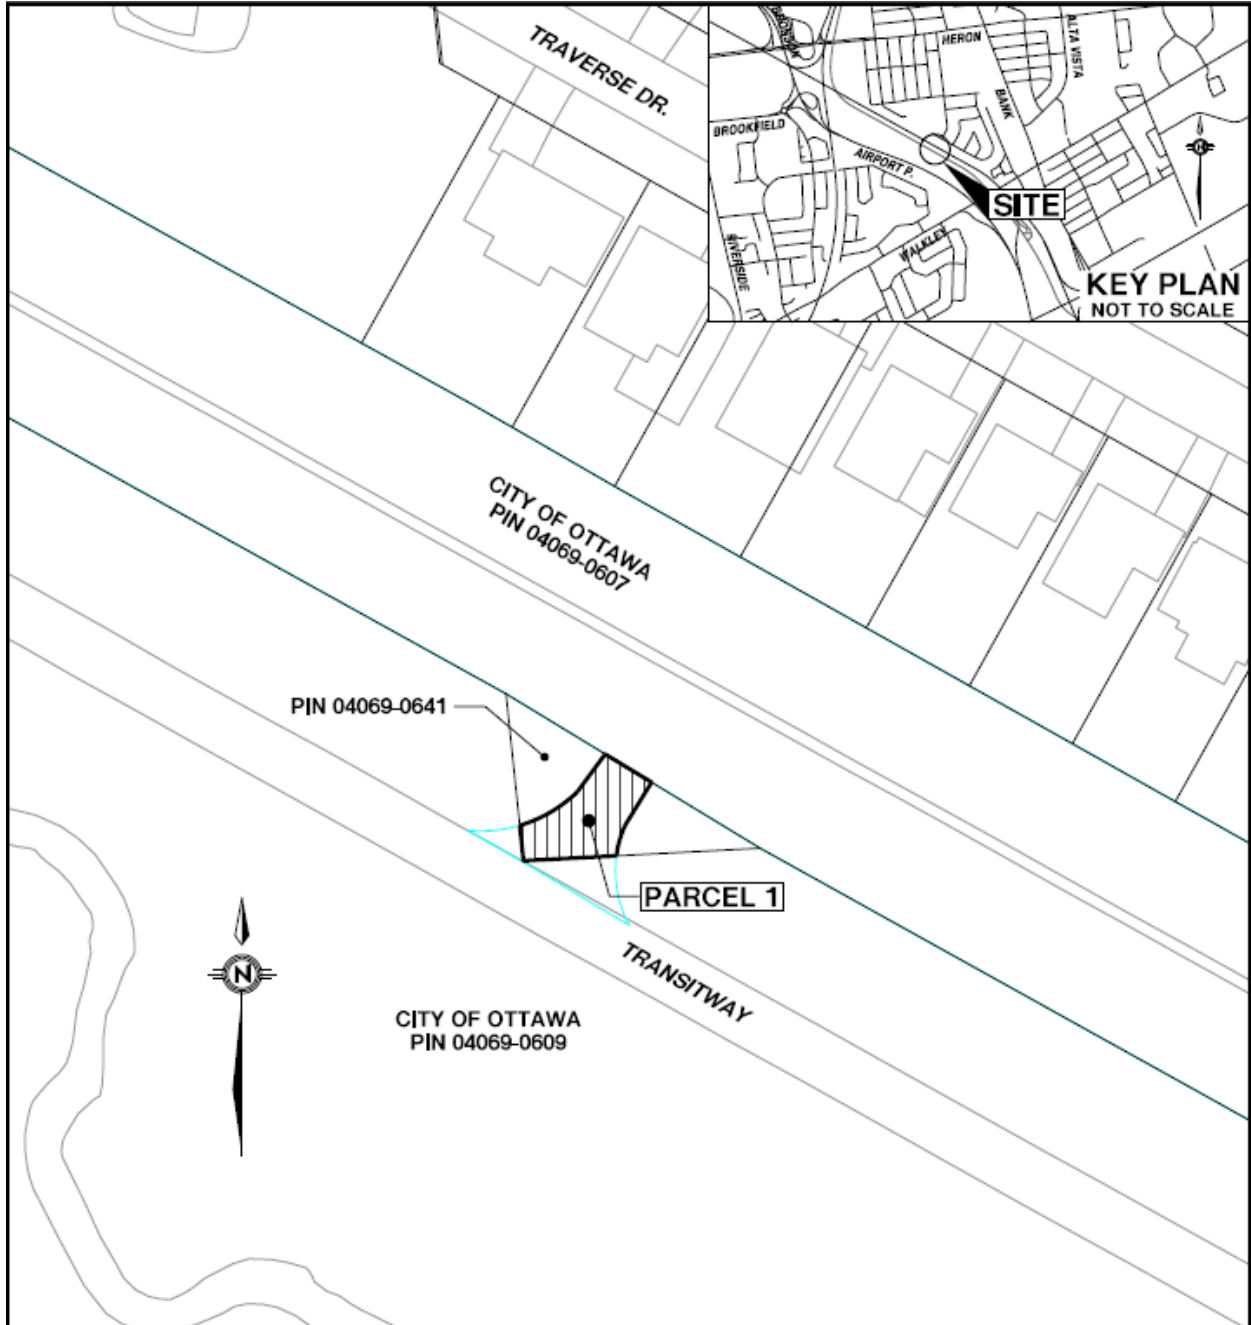 TRAVERSE DR.
BRONSON
HERON
ALTA VISTA
BANK
BROOKFIELD
AIRPORT P.
SITE
RIVERSIDE
WALKLEY
KEY PLAN
NOT TO SCALE
CITY OF OTTAWA
PIN 04069-0607
PIN 04069-0641
PARCEL 1
TRANSITWAY
N
CITY OF OTTAWA
PIN 04069-0609